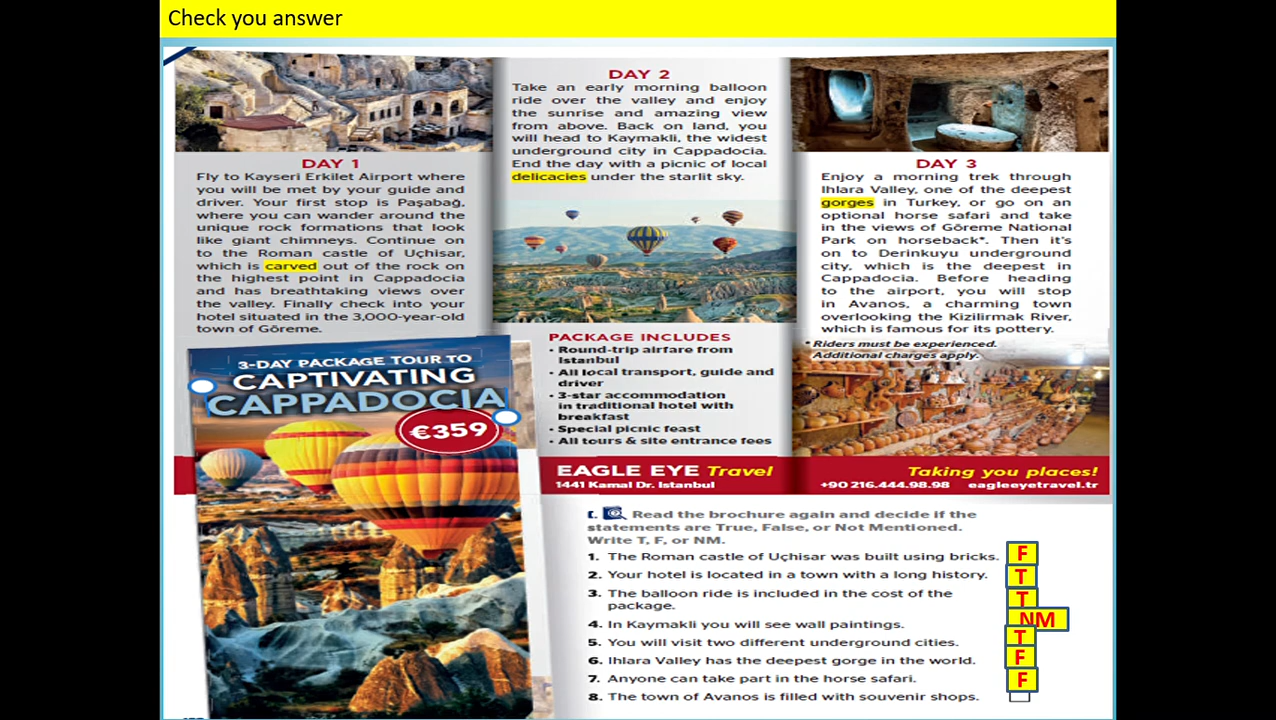 Check you answer
DAY 1
Fly to Kayseri Erkilet Airport where
you will be met by your guide and
driver. Your first stop is Paşabağ,
where you can wander around the
unique rock formations that look
like giant chimneys. Continue on
to the Roman castle of Uçhisar,
which is carved out of the rock on
the highest point in Cappadocia
and has breathtaking views over
the valley. Finally check into your
hotel situated in the 3,000-year-old
town of Göreme.
DAY 2
Take an early morning balloon
ride over the valley and enjoy
the sunrise and amazing view
from above. Back on land, you
will head to Kaymakli, the widest
underground city in Cappadocia.
End the day with a picnic of local
delicacies under the starlit sky.
DAY 3
Enjoy a morning trek through
Ihlara Valley, one of the deepest
gorges in Turkey, or go on an
optional horse safari and take
in the views of Göreme National
Park on horseback*. Then it's
on to Derinkuyu underground
city, which is the deepest in
Cappadocia. Before heading
to the airport, you will stop
in Avanos, a charming town
overlooking the Kizilirmak River,
which is famous for its pottery.
* Riders must be experienced.
Additional charges apply.
3-DAY PACKAGE TOUR TO
CAPTIVATING
CAPPADOCIA
€359
PACKAGE INCLUDES
• Round-trip airfare from
Istanbul
• All local transport, guide and
driver
• 3-star accommodation
in traditional hotel with
breakfast
• Special picnic feast
• All tours & site entrance fees
EAGLE EYE Travel
1441 Kamal Dr. Istanbul
Taking you places!
+90 216.444.98.98 eagleeyetravel.tr
I. Read the brochure again and decide if the
statements are True, False, or Not Mentioned.
Write T, F, or NM.
1. The Roman castle of Uçhisar was built using bricks. F
2. Your hotel is located in a town with a long history. T
3. The balloon ride is included in the cost of the
package. T
4. In Kaymakli you will see wall paintings. NM
5. You will visit two different underground cities. T
6. Ihlara Valley has the deepest gorge in the world. F
7. Anyone can take part in the horse safari. F
8. The town of Avanos is filled with souvenir shops.